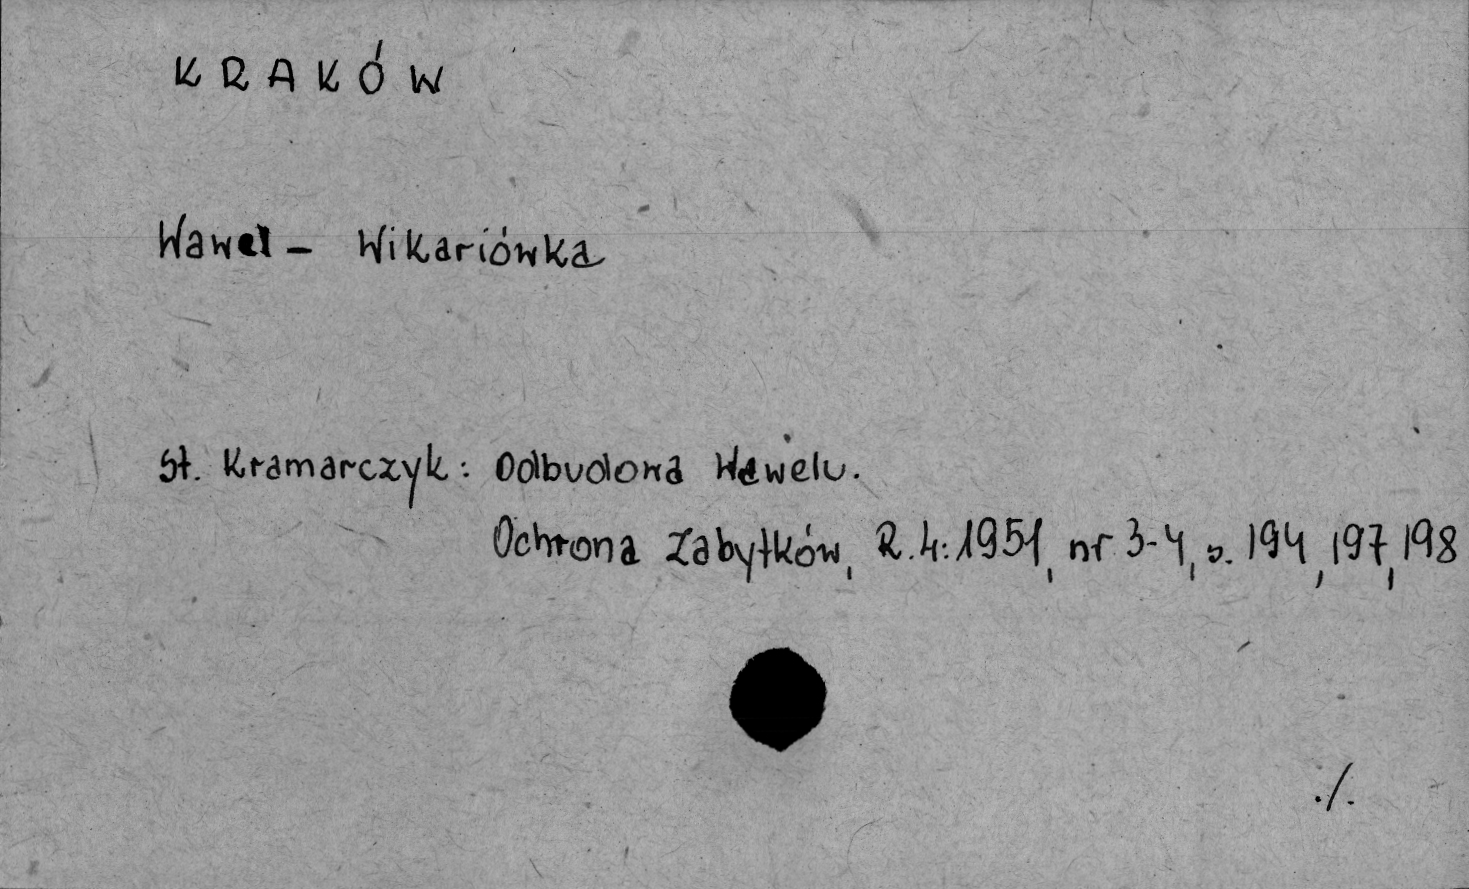 KRAKÓW
Wawel - Wikariówka
St. Kramarczyk: Odbudowa Wawelu.
Ochrona Zabytków, R.4:1951, nr 3-4, s. 194, 197, 198
./.